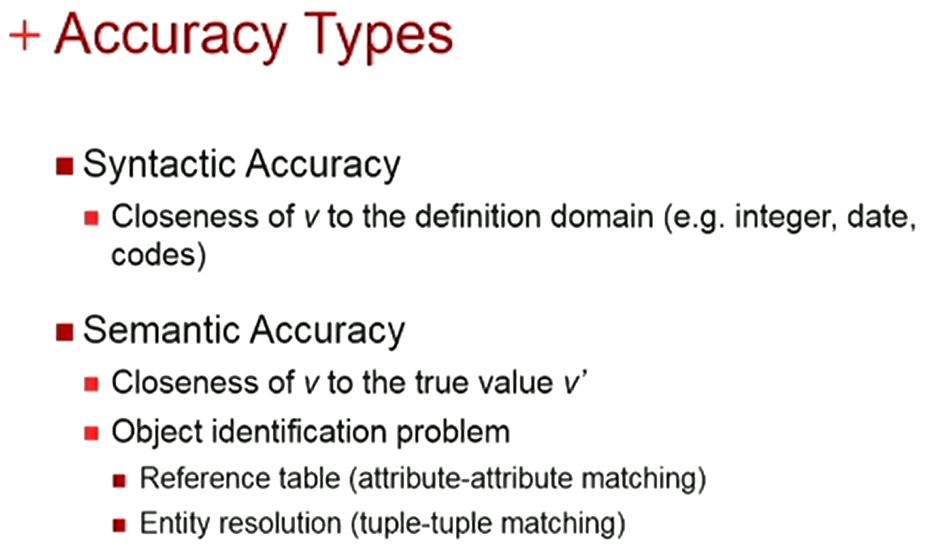 + Accuracy Types
Syntactic Accuracy
Closeness of v to the definition domain (e.g. integer, date,
codes)
Semantic Accuracy
Closeness of v to the true value v’
Object identification problem
Reference table (attribute-attribute matching)
Entity resolution (tuple-tuple matching)